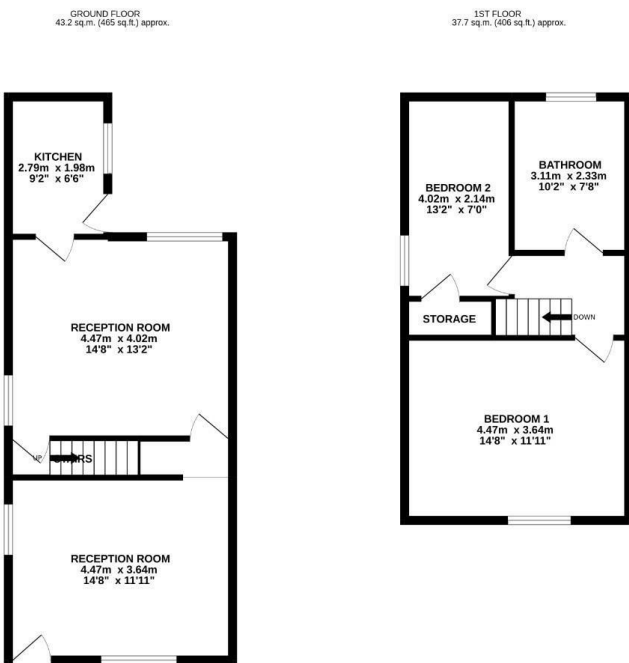 GROUND FLOOR
43.2 sq.m. (465 sq.ft.) approx.
KITCHEN
2.79m x 1.98m
9'2" x 6'6"
RECEPTION ROOM
4.47m x 4.02m
14'8" x 13'2"
UP
STAIRS
RECEPTION ROOM
4.47m x 3.64m
14'8" x 11'11"
1ST FLOOR
37.7 sq.m. (406 sq.ft.) approx.
BEDROOM 2
4.02m x 2.14m
13'2" x 7'0"
BATHROOM
3.11m x 2.33m
10'2" x 7'8"
STORAGE
DOWN
BEDROOM 1
4.47m x 3.64m
14'8" x 11'11"